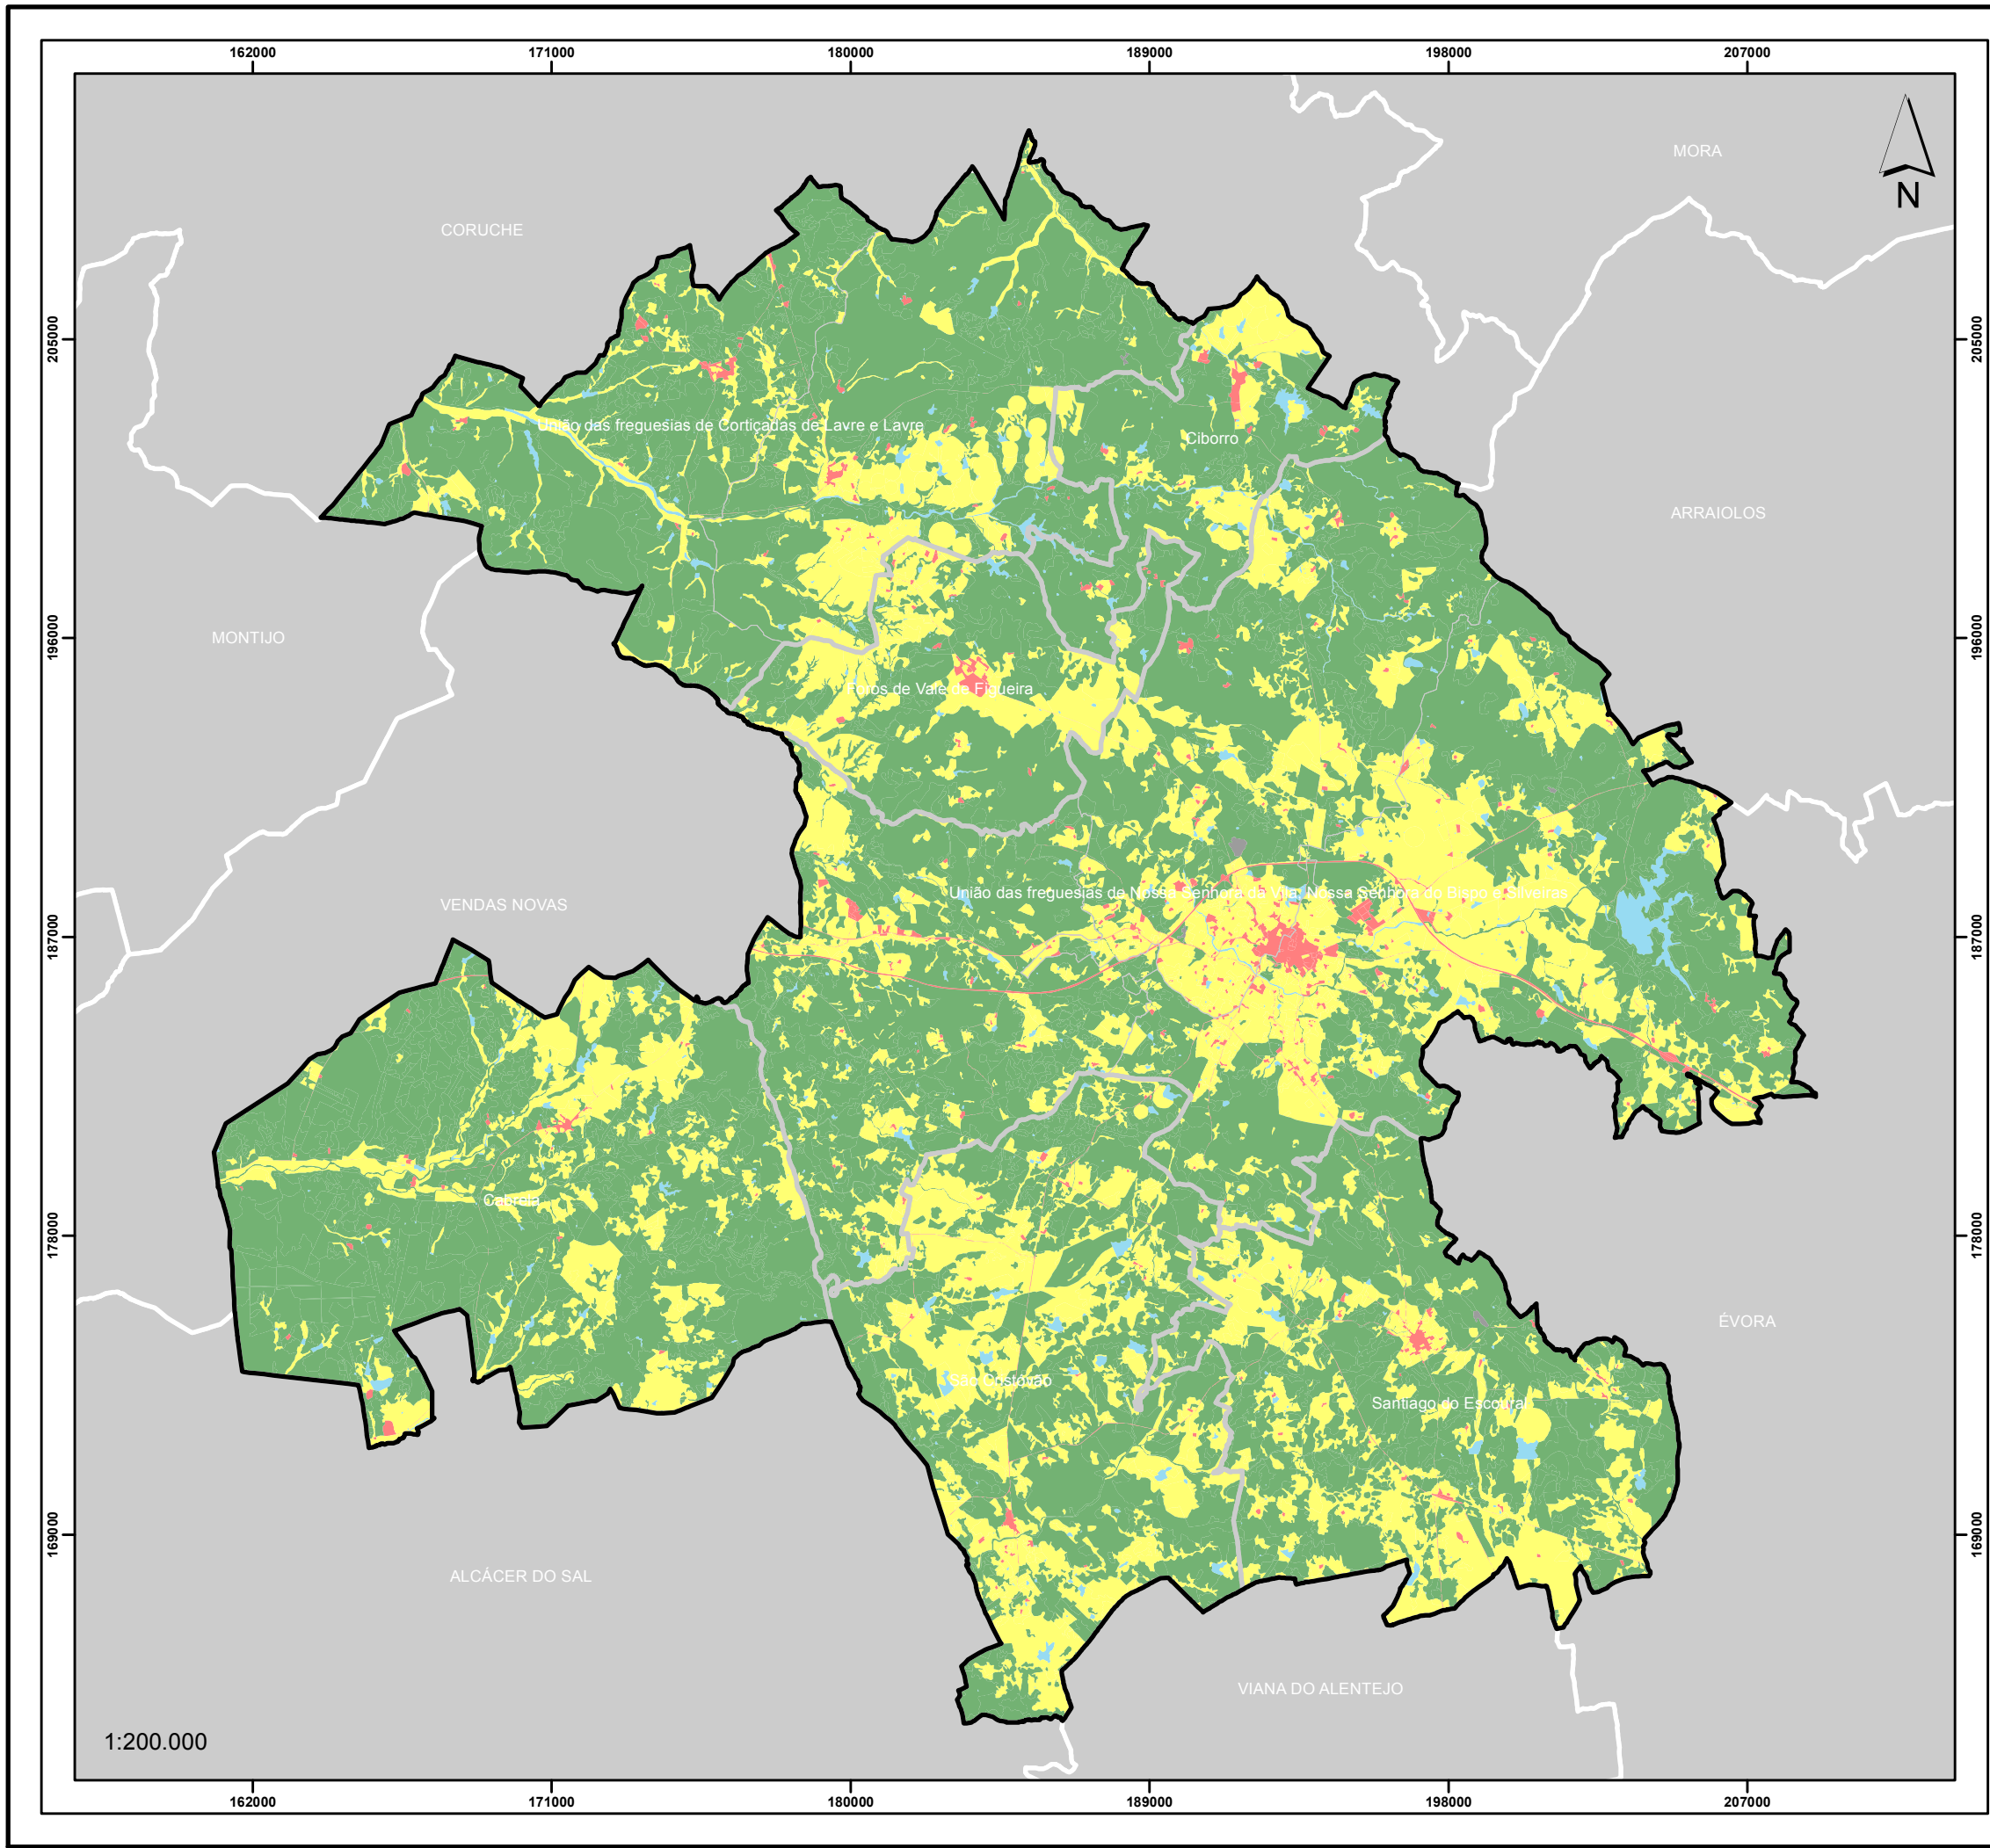 162000 171000 180000 189000 198000 207000
MORA
N
CORUCHE
205000 205000
União das freguesias de Cortiçadas de Lavre e Lavre
Ciborro
ARRAIOLOS
MONTIJO
196000 196000
Foros de Vale de Figueira
União das freguesias de Nossa Senhora da Vila, Nossa Senhora do Bispo e Silveiras
VENDAS NOVAS
187000 187000
Cabrela
178000 178000
ÉVORA
São Cristóvão
Santiago do Escoural
169000 169000
ALCÁCER DO SAL
VIANA DO ALENTEJO
1:200.000
162000 171000 180000 189000 198000 207000